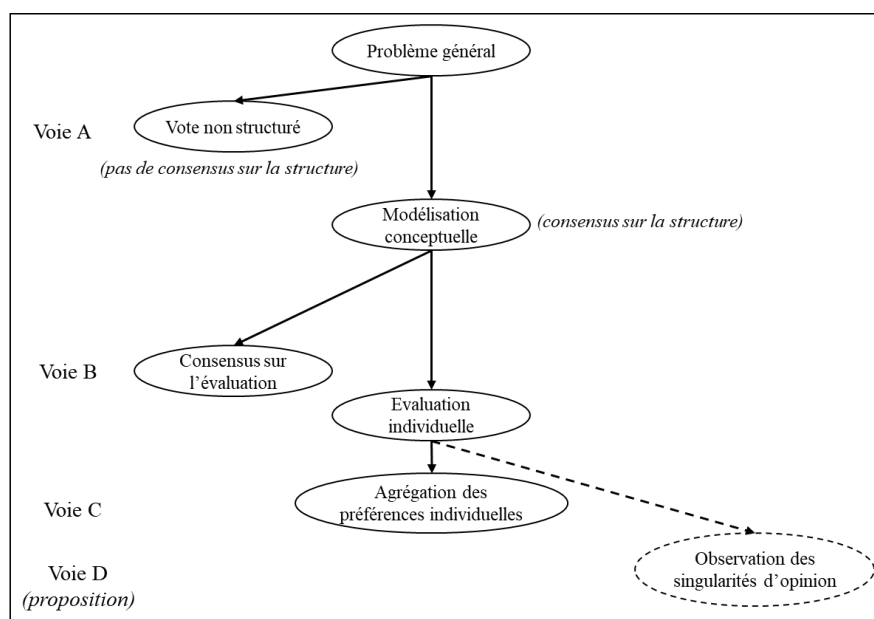 Problème général
Voie A
Vote non structuré
(pas de consensus sur la structure)
Modélisation
conceptuelle
(consensus sur la structure)
Voie B
Consensus sur
l’évaluation
Evaluation
individuelle
Voie C
Agrégation des
préférences individuelles
Voie D
(proposition)
Observation des
singularités d’opinion